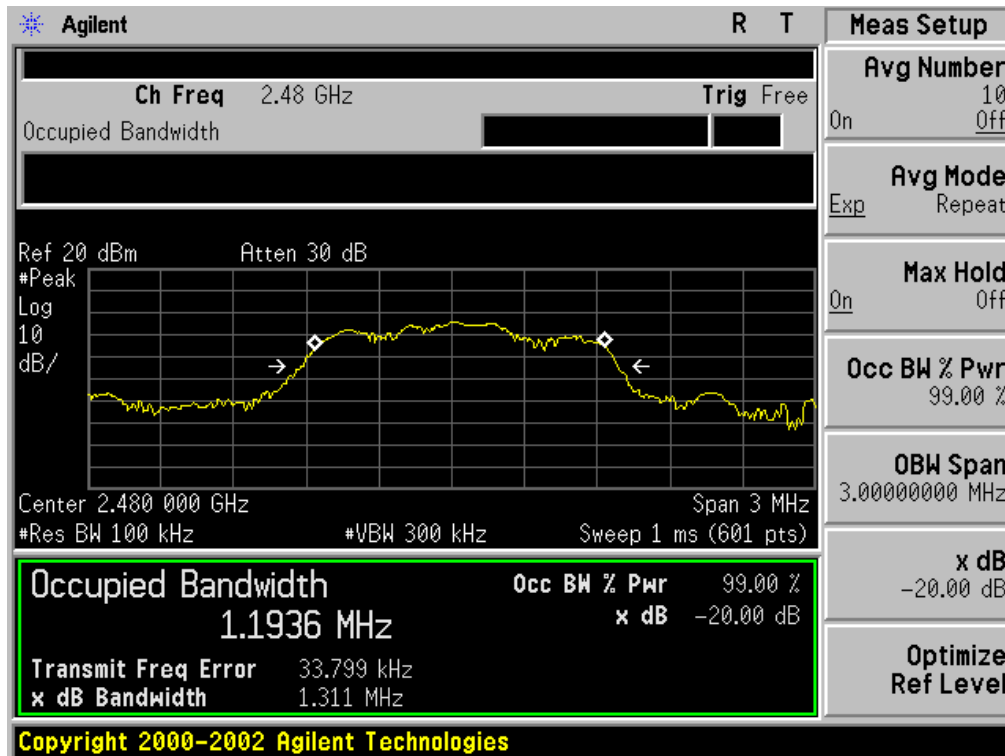 Agilent R T
Ch Freq 2.48 GHz Trig Free
Occupied Bandwidth
Ref 20 dBm Atten 30 dB
#Peak
Log
10
dB/
Center 2.480 000 GHz Span 3 MHz
#Res BW 100 kHz #VBW 300 kHz Sweep 1 ms (601 pts)
Occupied Bandwidth
1.1936 MHz
Occ BW % Pwr 99.00 %
x dB -20.00 dB
Transmit Freq Error 33.799 kHz
x dB Bandwidth 1.311 MHz
Copyright 2000-2002 Agilent Technologies
Meas Setup
Avg Number
10
On Off
Avg Mode
Exp Repeat
Max Hold
On Off
Occ BW % Pwr
99.00 %
OBW Span
3.00000000 MHz
x dB
-20.00 dB
Optimize
Ref Level